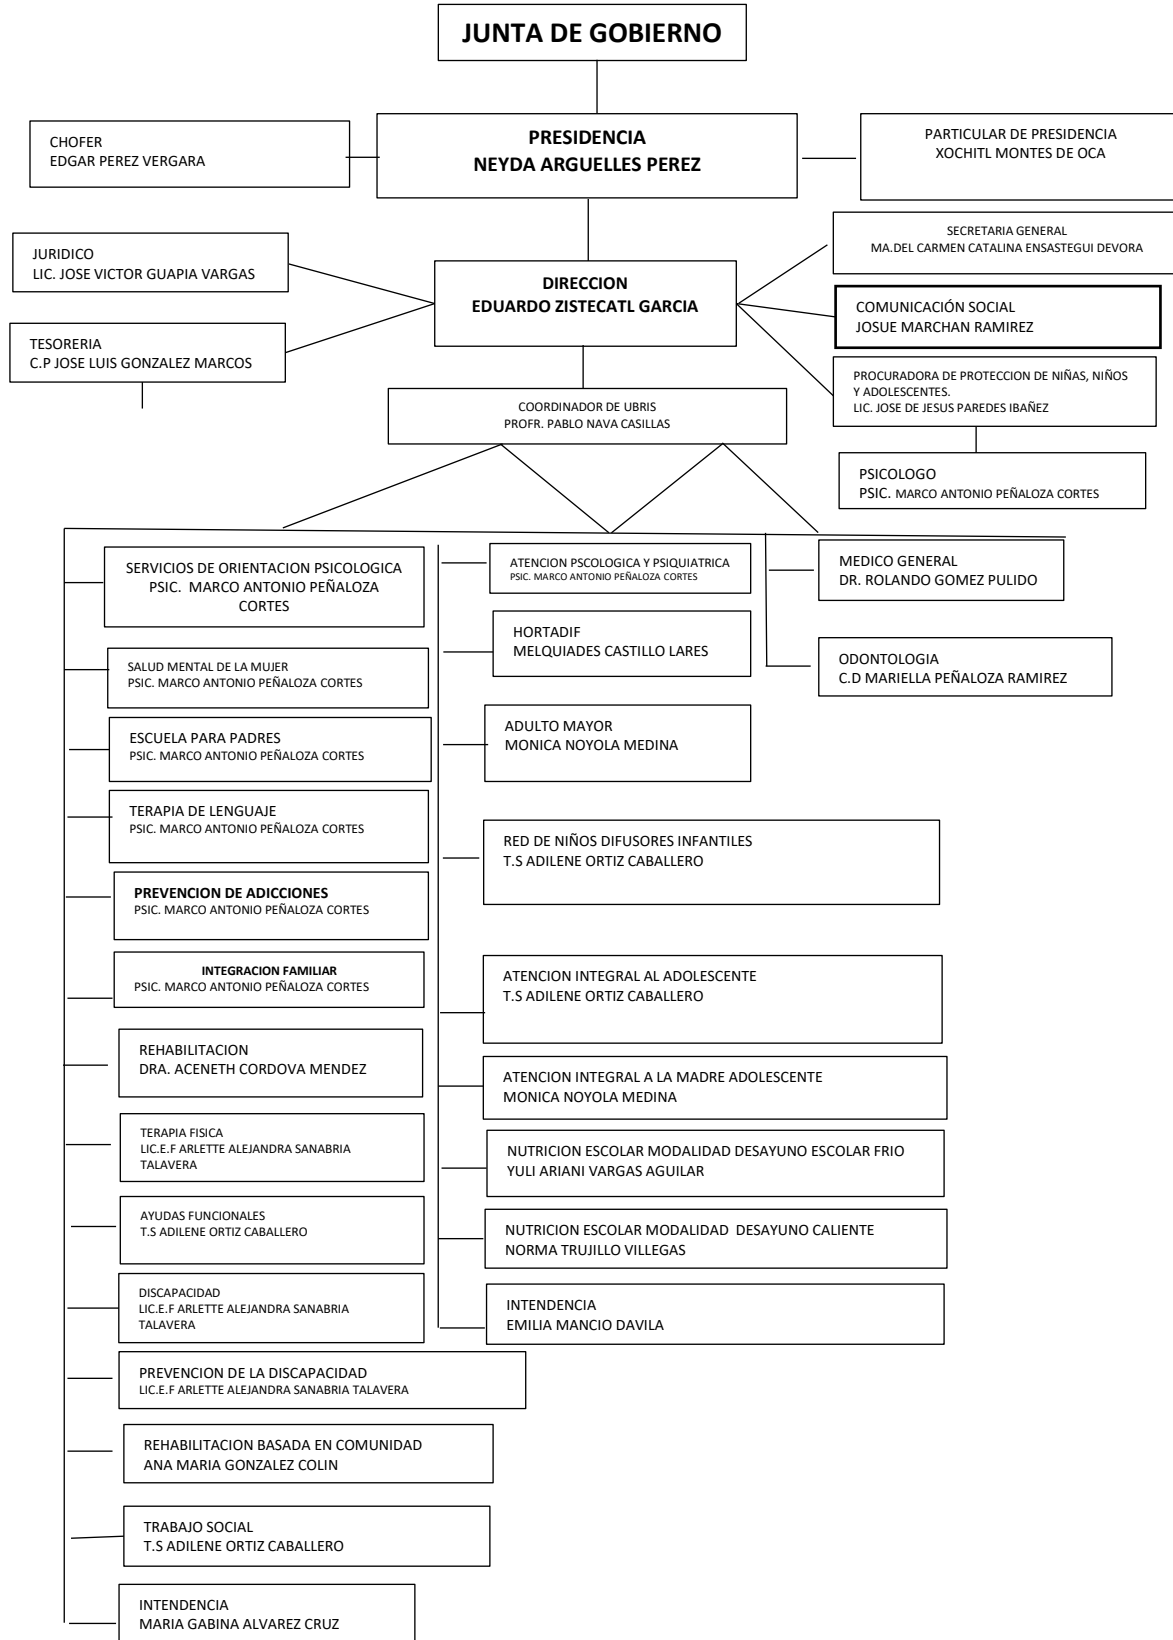 JUNTA DE GOBIERNO
CHOFER
EDGAR PEREZ VERGARA
PRESIDENCIA
NEYDA ARGUELLES PEREZ
PARTICULAR DE PRESIDENCIA
XOCHITL MONTES DE OCA
JURIDICO
LIC. JOSE VICTOR GUAPIA VARGAS
TESORERIA
C.P JOSE LUIS GONZALEZ MARCOS
DIRECCION
EDUARDO ZISTECATL GARCIA
SECRETARIA GENERAL
MA.DEL CARMEN CATALINA ENSASTEGUI DEVORA
COMUNICACIÓN SOCIAL
JOSUE MARCHAN RAMIREZ
PROCURADORA DE PROTECCION DE NIÑAS, NIÑOS
Y ADOLESCENTES.
LIC. JOSE DE JESUS PAREDES IBAÑEZ
PSICOLOGO
PSIC. MARCO ANTONIO PEÑALOZA CORTES
COORDINADOR DE UBRIS
PROFR. PABLO NAVA CASILLAS
SERVICIOS DE ORIENTACION PSICOLOGICA
PSIC. MARCO ANTONIO PEÑALOZA
CORTES
SALUD MENTAL DE LA MUJER
PSIC. MARCO ANTONIO PEÑALOZA CORTES
ESCUELA PARA PADRES
PSIC. MARCO ANTONIO PEÑALOZA CORTES
TERAPIA DE LENGUAJE
PSIC. MARCO ANTONIO PEÑALOZA CORTES
PREVENCION DE ADICCIONES
PSIC. MARCO ANTONIO PEÑALOZA CORTES
INTEGRACION FAMILIAR
PSIC. MARCO ANTONIO PEÑALOZA CORTES
REHABILITACION
DRA. ACENETH CORDOVA MENDEZ
TERAPIA FISICA
LIC.E.F ARLETTE ALEJANDRA SANABRIA
TALAVERA
AYUDAS FUNCIONALES
T.S ADILENE ORTIZ CABALLERO
DISCAPACIDAD
LIC.E.F ARLETTE ALEJANDRA SANABRIA
TALAVERA
PREVENCION DE LA DISCAPACIDAD
LIC.E.F ARLETTE ALEJANDRA SANABRIA TALAVERA
REHABILITACION BASADA EN COMUNIDAD
ANA MARIA GONZALEZ COLIN
TRABAJO SOCIAL
T.S ADILENE ORTIZ CABALLERO
INTENDENCIA
MARIA GABINA ALVAREZ CRUZ
ATENCION PSCOLOGICA Y PSIQUIATRICA
PSIC. MARCO ANTONIO PEÑALOZA CORTES
HORTADIF
MELQUIADES CASTILLO LARES
ADULTO MAYOR
MONICA NOYOLA MEDINA
RED DE NIÑOS DIFUSORES INFANTILES
T.S ADILENE ORTIZ CABALLERO
ATENCION INTEGRAL AL ADOLESCENTE
T.S ADILENE ORTIZ CABALLERO
ATENCION INTEGRAL A LA MADRE ADOLESCENTE
MONICA NOYOLA MEDINA
NUTRICION ESCOLAR MODALIDAD DESAYUNO ESCOLAR FRIO
YULI ARIANI VARGAS AGUILAR
NUTRICION ESCOLAR MODALIDAD DESAYUNO CALIENTE
NORMA TRUJILLO VILLEGAS
INTENDENCIA
EMILIA MANCIO DAVILA
MEDICO GENERAL
DR. ROLANDO GOMEZ PULIDO
ODONTOLOGIA
C.D MARIELLA PEÑALOZA RAMIREZ